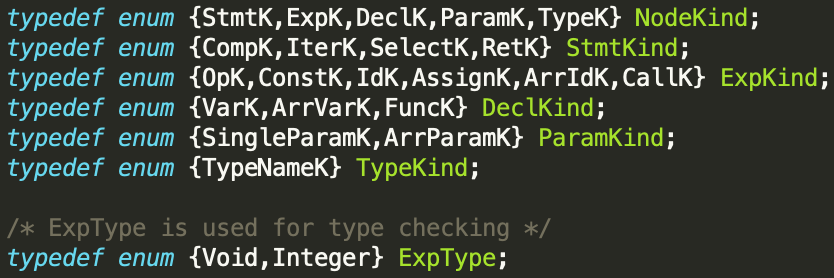 typedef enum {StmtK,ExpK,DeclK,ParamK,TypeK} NodeKind;
typedef enum {CompK,IterK,SelectK,RetK} StmtKind;
typedef enum {OpK,ConstK,IdK,AssignK,ArrIdK,CallK} ExpKind;
typedef enum {VarK,ArrVarK,FuncK} DeclKind;
typedef enum {SingleParamK,ArrParamK} ParamKind;
typedef enum {TypeNameK} TypeKind;
/* ExpType is used for type checking */
typedef enum {Void,Integer} ExpType;